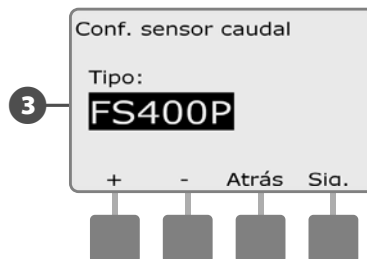 Conf. sensor caudal
Tipo:
3 FS400P
+ - Atrás Sig.